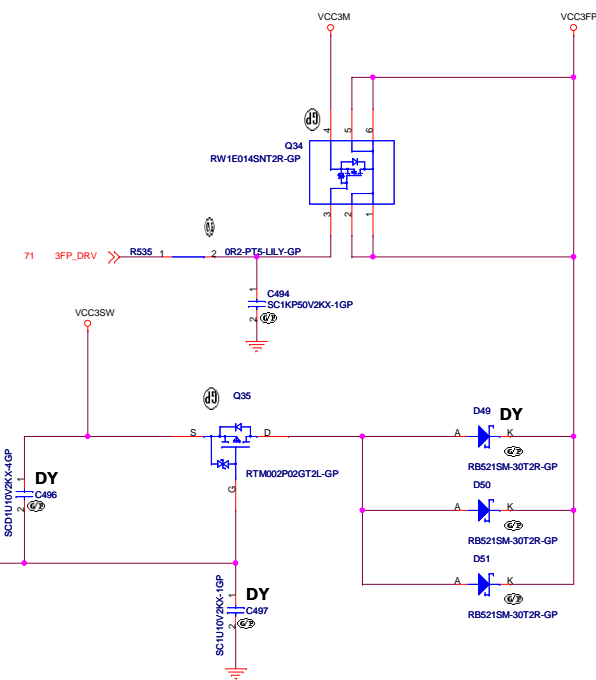 VCC3M
VCC3FP
GP
4
5
6
Q34
RW1E014SNT2R-GP
3
2
1
71 3FP_DRV
R535 1
2 0R2-PT5-LILY-GP
1
C494
SC1KP50V2KX-1GP
2
VCC3SW
GP
Q35
S
D
RTM002P02GT2L-GP
G
D49 DY
A
K
RB521SM-30T2R-GP
D50
A
K
RB521SM-30T2R-GP
D51
A
K
RB521SM-30T2R-GP
SCD1U10V2KX-4GP
1
DY
C496
2
SC1U10V2KX-1GP
1
DY
C497
2